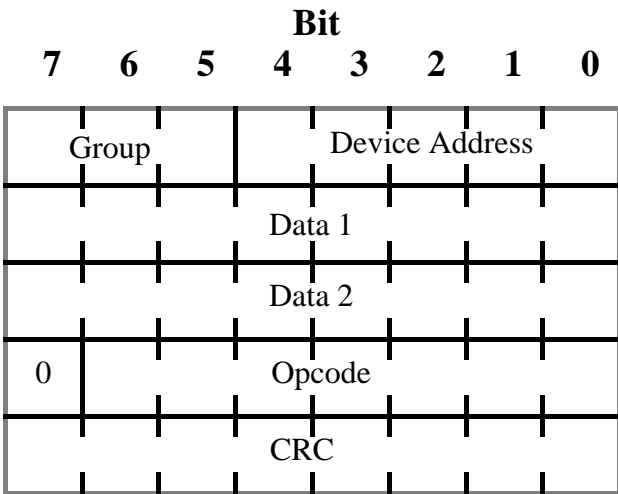 Bit
7 6 5 4 3 2 1 0
Group Device Address
Data 1
Data 2
0 Opcode
CRC